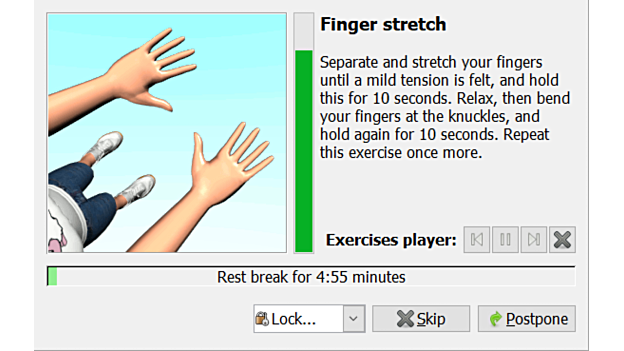 Finger stretch
Separate and stretch your fingers
until a mild tension is felt, and hold
this for 10 seconds. Relax, then bend
your fingers at the knuckles, and
hold again for 10 seconds. Repeat
this exercise once more.
Exercises player:
Rest break for 4:55 minutes
Lock... Skip Postpone